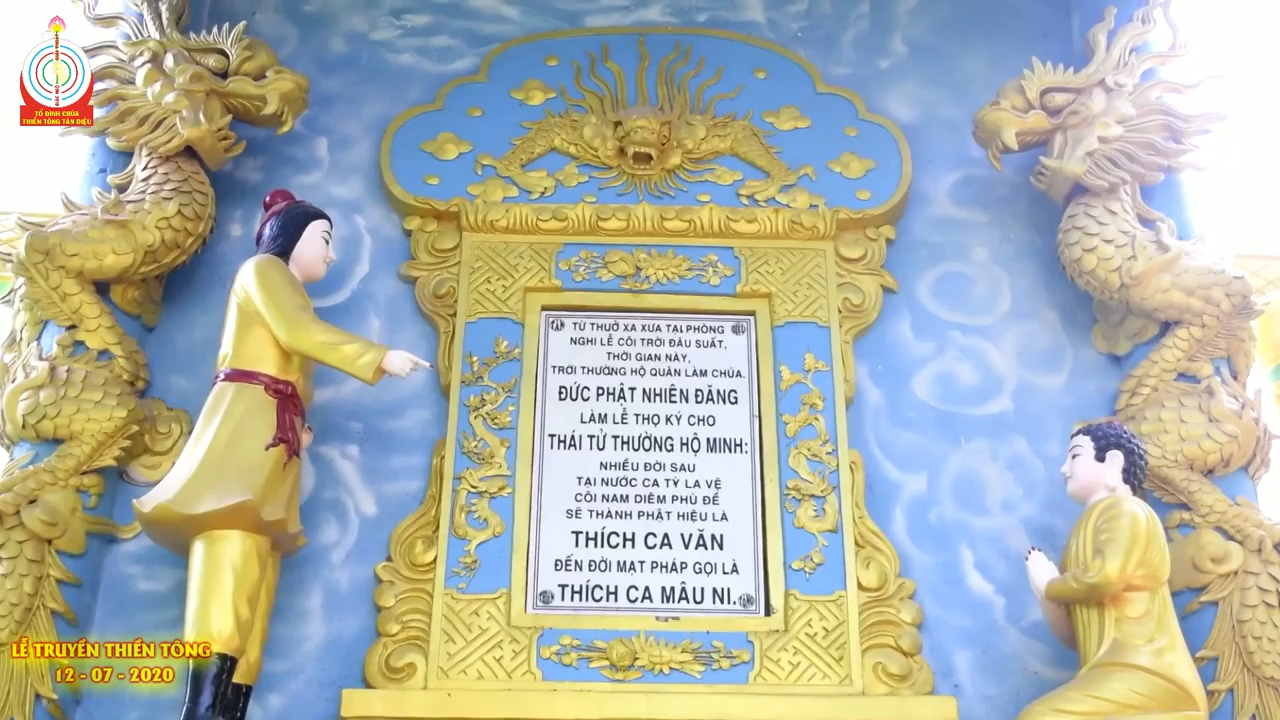 TỔ ĐÌNH CHÙA
THIỀN TÔNG TÂN DIỆU
TỪ THUỞ XA XƯA TẠI PHÒNG
NGHI LỄ CÕI TRỜI ĐÂU SUẤT,
THỜI GIAN NÀY,
TRỜI THƯỜNG HỘ QUÂN LÀM CHÚA.
ĐỨC PHẬT NHIÊN ĐĂNG
LÀM LỄ THỌ KÝ CHO
THÁI TỬ THƯỜNG HỘ MINH:
NHIỀU ĐỜI SAU
TẠI NƯỚC CA TỲ LA VỆ
CÕI NAM DIÊM PHÙ ĐỀ
SẼ THÀNH PHẬT HIỆU LÀ
THÍCH CA VĂN
ĐẾN ĐỜI MẠT PHÁP GỌI LÀ
THÍCH CA MÂU NI.
LỄ TRUYỀN THIỀN TÔNG
12 - 07 - 2020